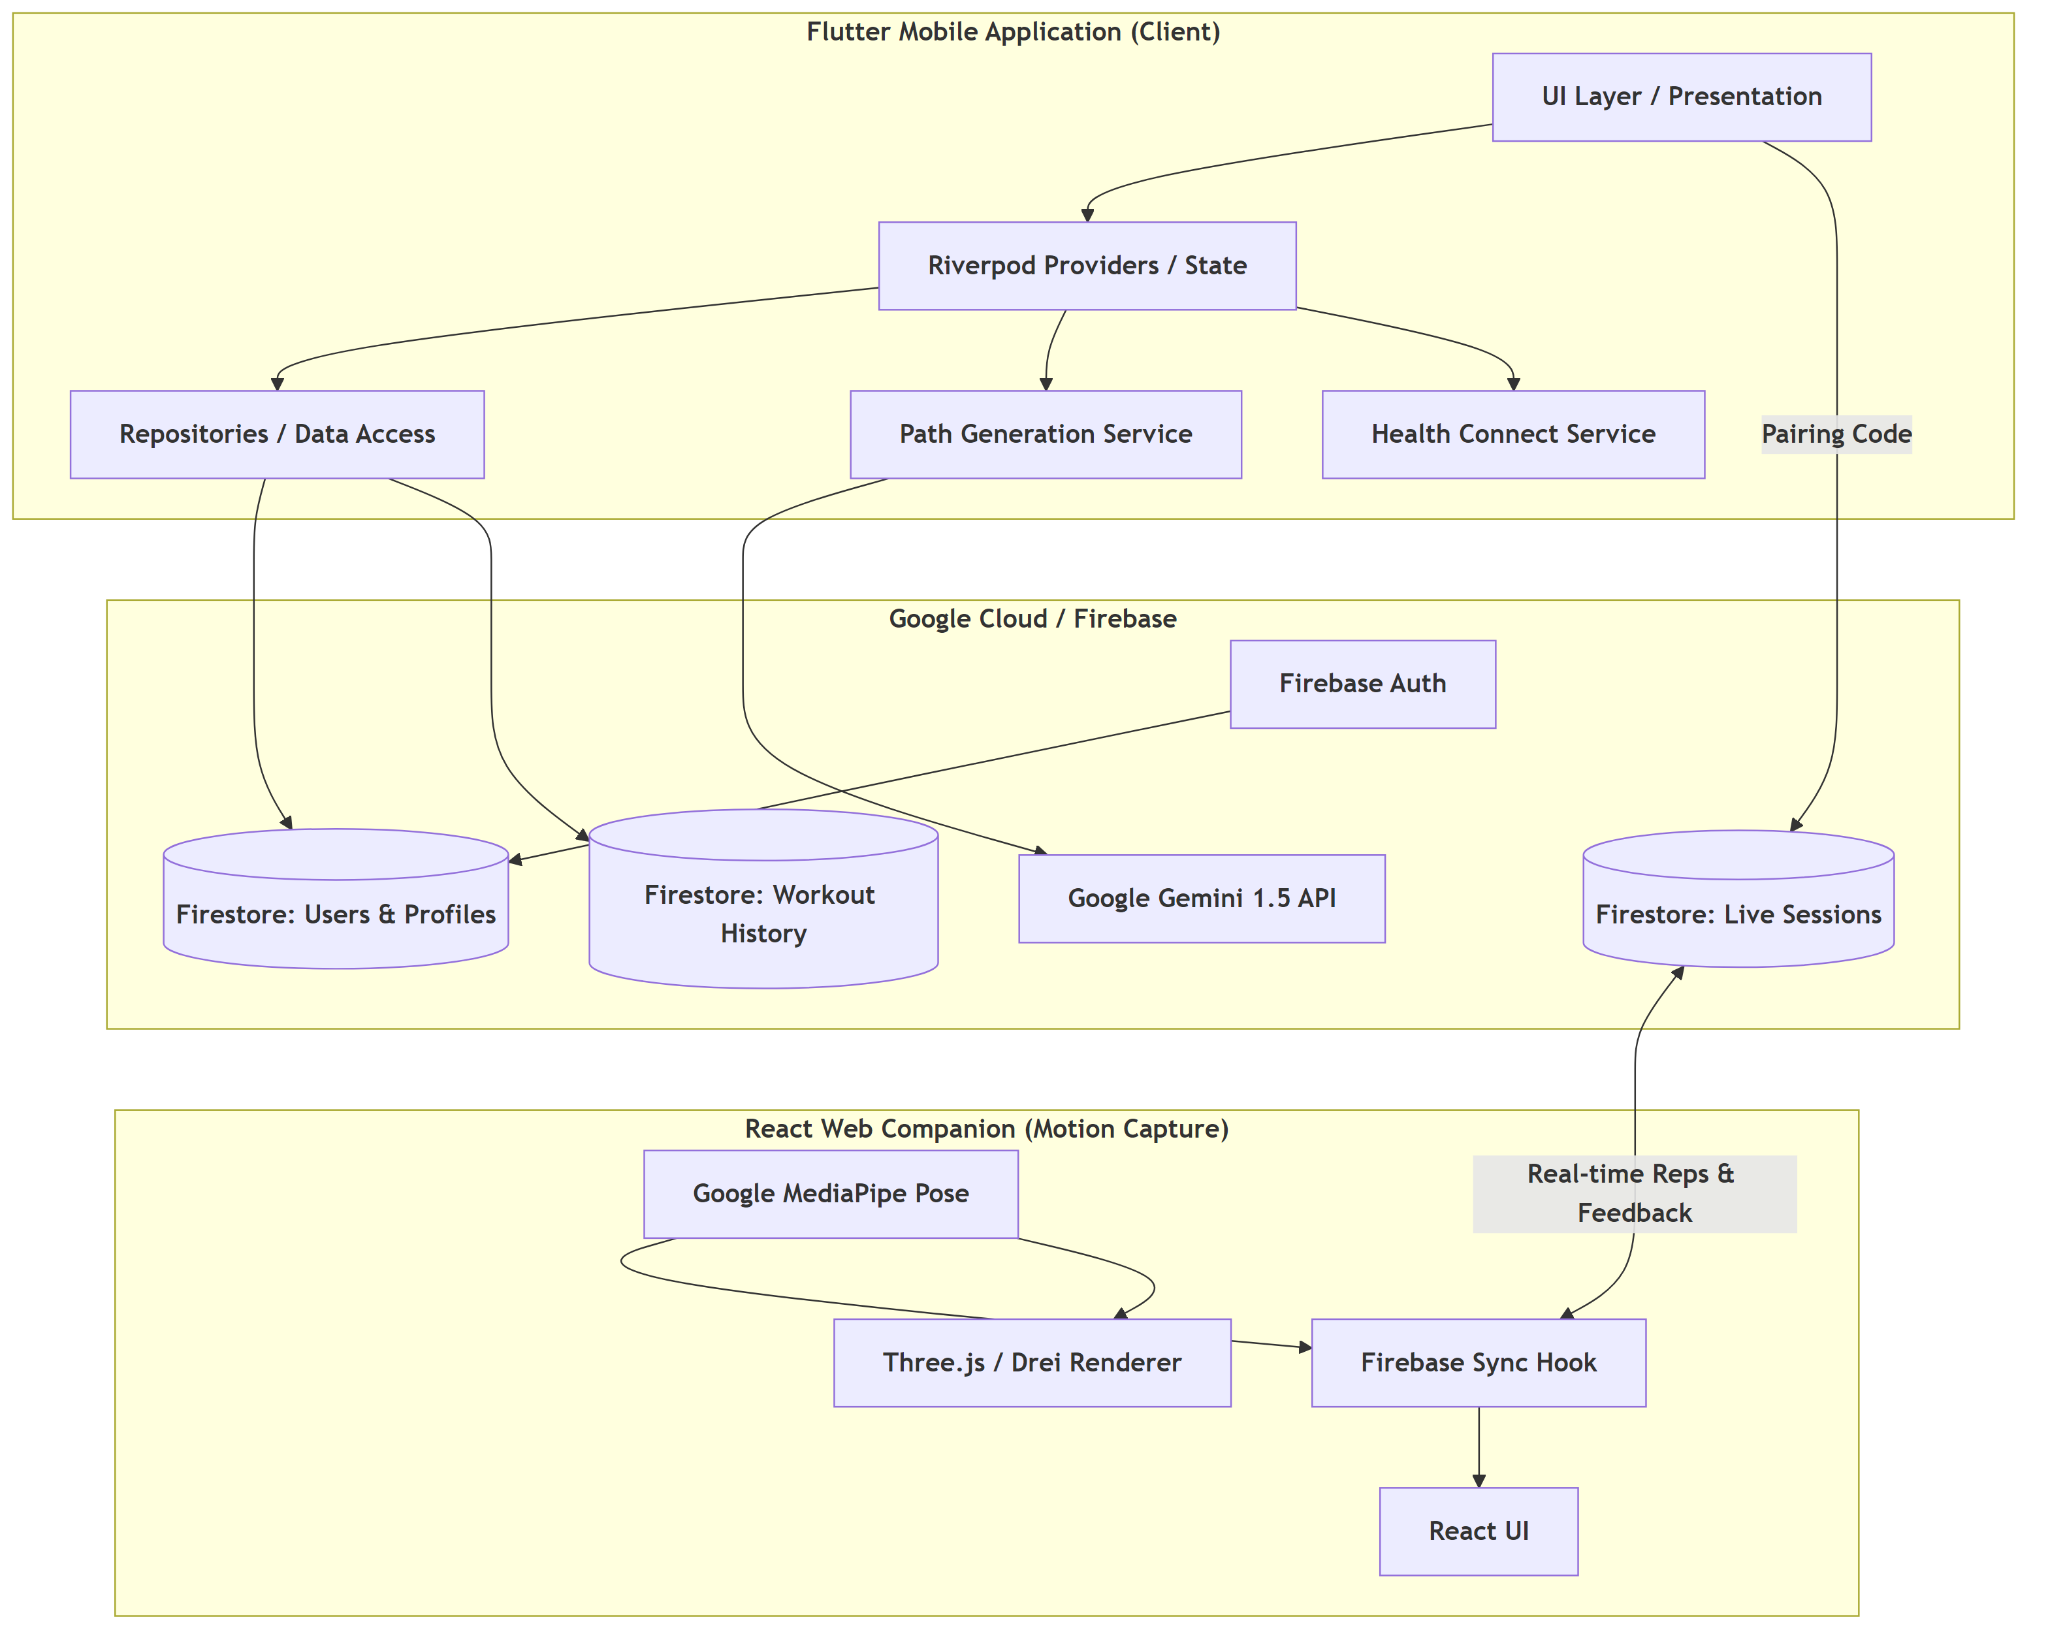 Flutter Mobile Application (Client)
UI Layer / Presentation
Riverpod Providers / State
Repositories / Data Access
Path Generation Service
Health Connect Service
Pairing Code
Google Cloud / Firebase
Firebase Auth
Firestore: Users & Profiles
Firestore: Workout
History
Google Gemini 1.5 API
Firestore: Live Sessions
React Web Companion (Motion Capture)
Google MediaPipe Pose
Real-time Reps &
Feedback
Three.js / Drei Renderer
Firebase Sync Hook
React UI